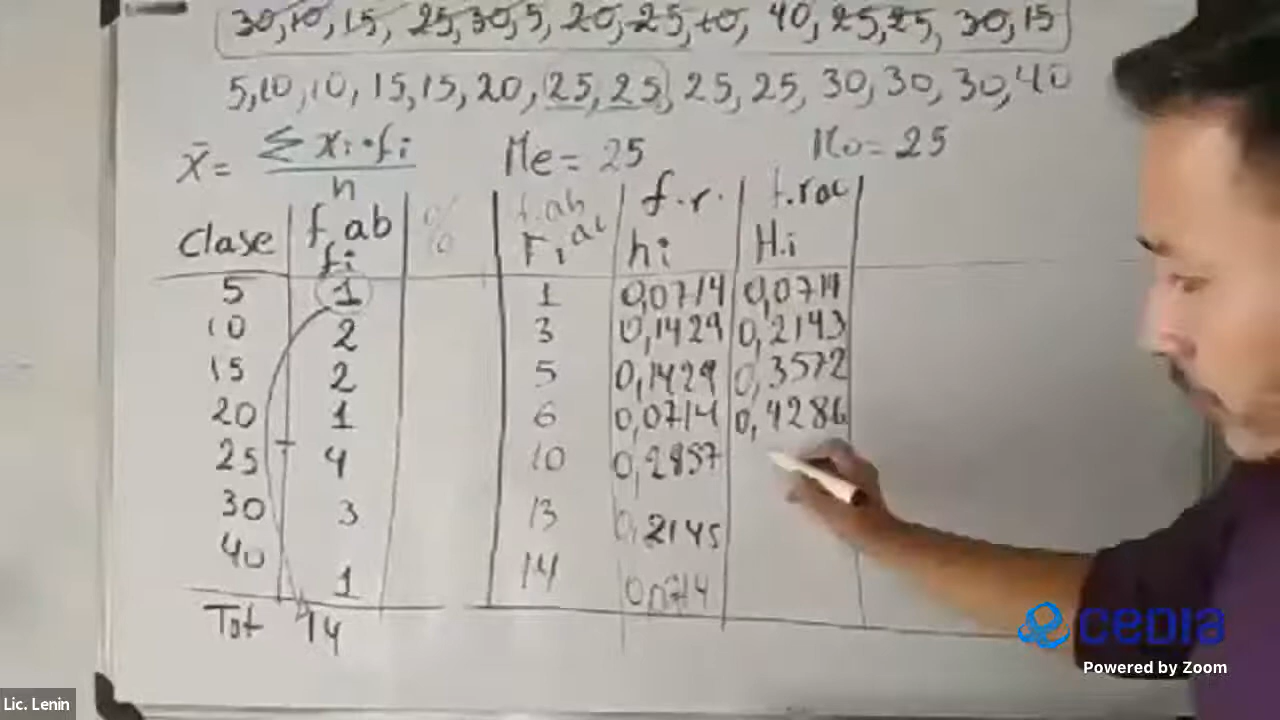 30, 10, 15, 25, 30, 5, 20, 25, 10, 40, 25, 25, 30, 15
5, 10, 10, 15, 15, 20, 25, 25, 25, 25, 30, 30, 30, 40
x̄ = Σ xi·fi / n Me = 25 Mo = 25
Clase f.ab fi % f.ab Fi ac f.r. hi f.rac Hi
5 1 1 0,0714 0,0714
10 2 3 0,1429 0,2143
15 2 5 0,1429 0,3572
20 1 6 0,0714 0,4286
25 4 10 0,2857
30 3 13 0,2145
40 1 14 0,0714
Tot 14
cedia
Powered by Zoom
Lic. Lenin